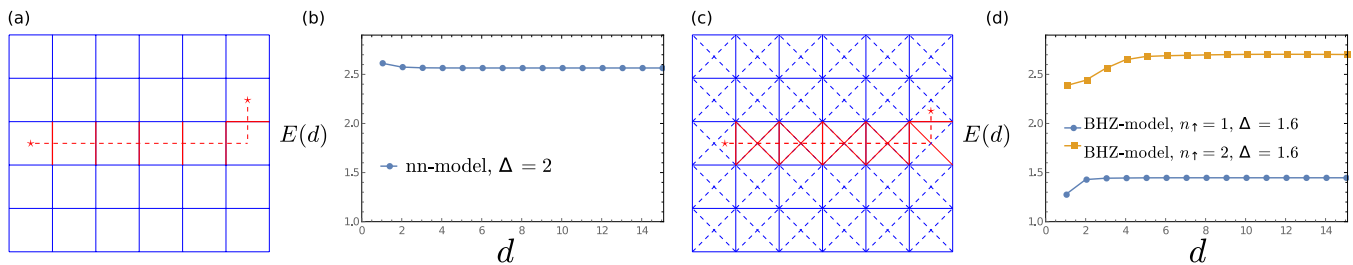 (a)
(b)
2.5
2.0
1.5
1.0
E(d)
nn-model, Δ = 2
0 2 4 6 8 10 12 14
d
(c)
(d)
2.5
2.0
1.5
1.0
E(d)
BHZ-model, n↑ = 1, Δ = 1.6
BHZ-model, n↑ = 2, Δ = 1.6
0 2 4 6 8 10 12 14
d